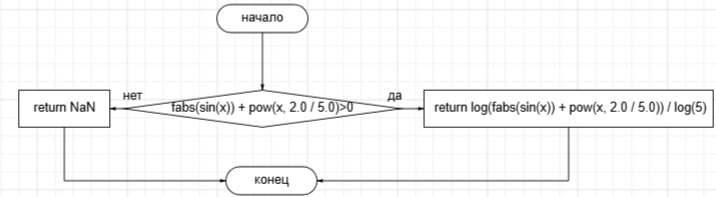 начало
нет
да
return NaN
fabs(sin(x)) + pow(x, 2.0 / 5.0)>0
return log(fabs(sin(x)) + pow(x, 2.0 / 5.0)) / log(5)
конец